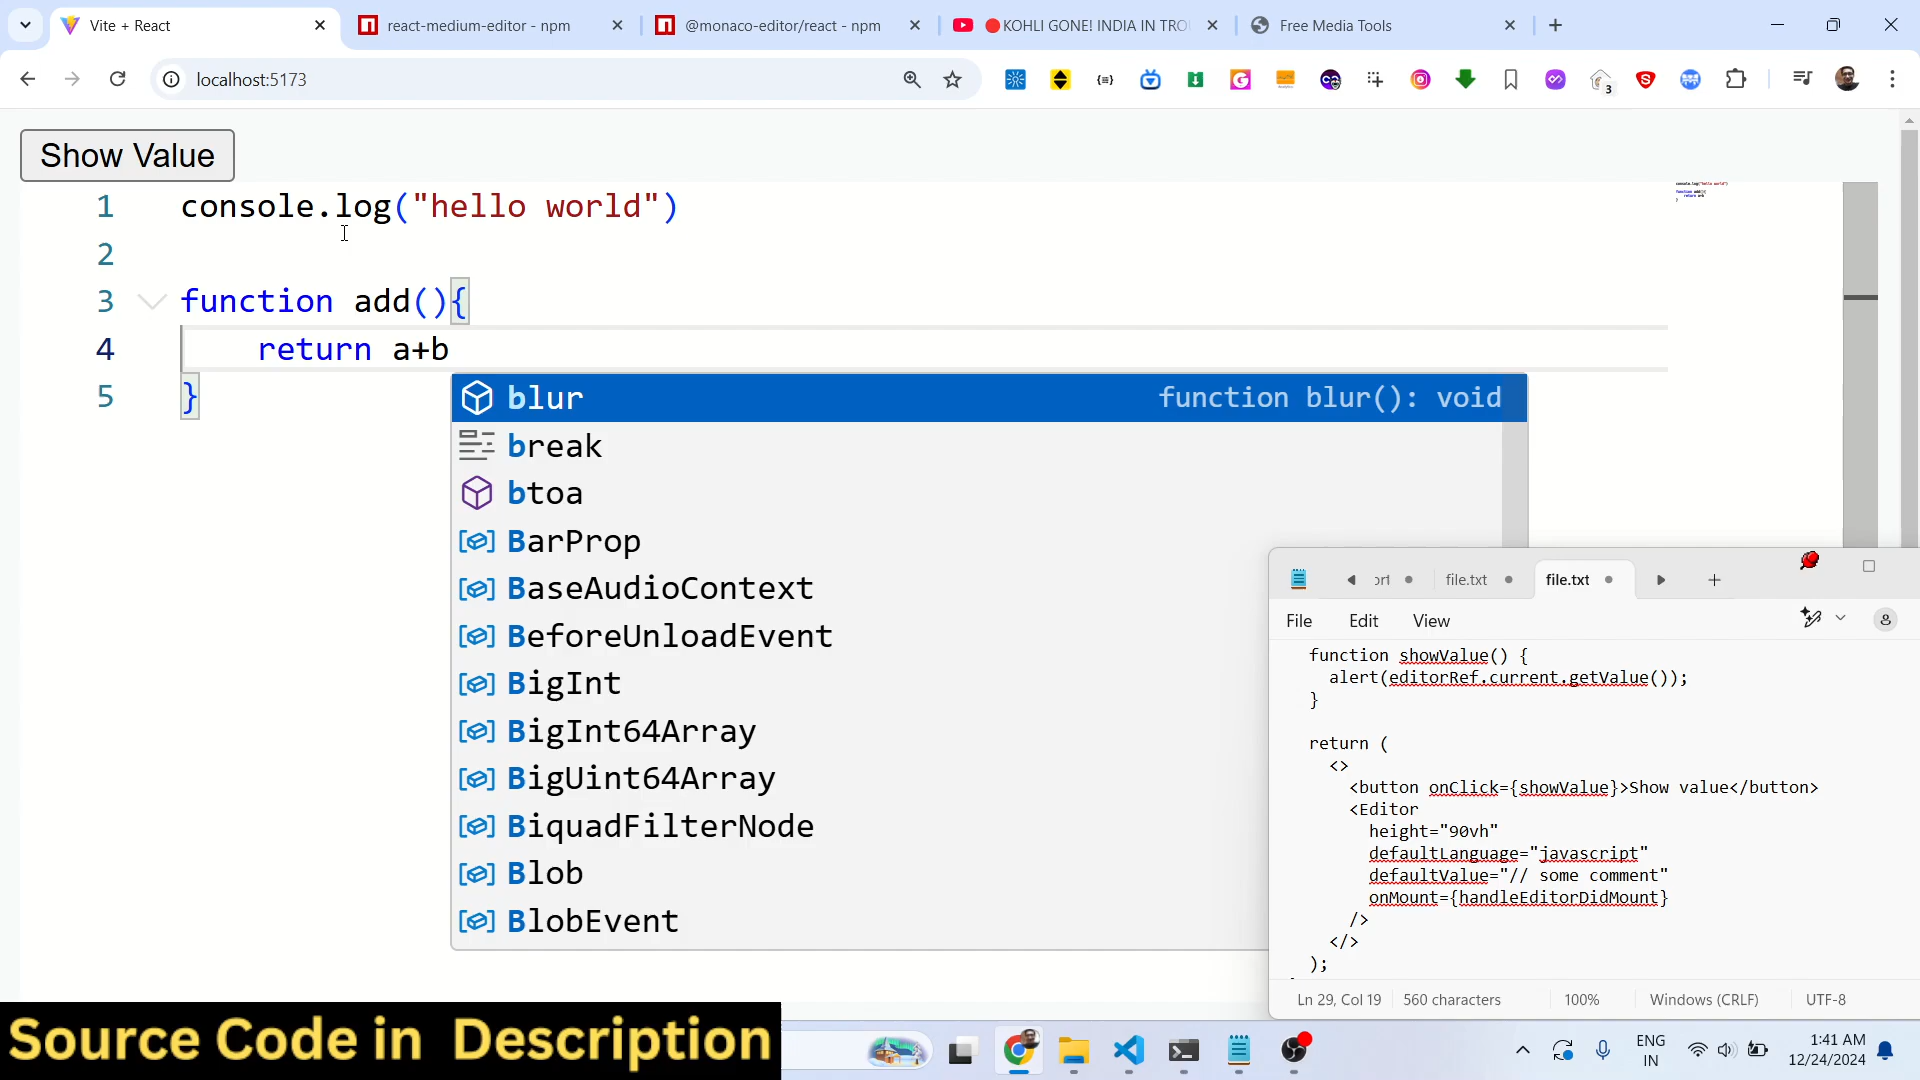 Vite + React
react-medium-editor - npm
@monaco-editor/react - npm
KOHLI GONE! INDIA IN TRO
Free Media Tools
localhost:5173
3
Show Value
1 console.log("hello world")
2
3 function add(){
4 return a+b
5 }
blur function blur(): void
break
btoa
BarProp
BaseAudioContext
BeforeUnloadEvent
BigInt
BigInt64Array
BigUint64Array
BiquadFilterNode
Blob
BlobEvent
ort file.txt file.txt
File Edit View
function showValue() {
alert(editorRef.current.getValue());
}
return (
<>
<button onClick={showValue}>Show value</button>
<Editor
height="90vh"
defaultLanguage="javascript"
defaultValue="// some comment"
onMount={handleEditorDidMount}
/>
</>
);
Ln 29, Col 19 560 characters 100% Windows (CRLF) UTF-8
Source Code in Description
ENG
IN
1:41 AM
12/24/2024